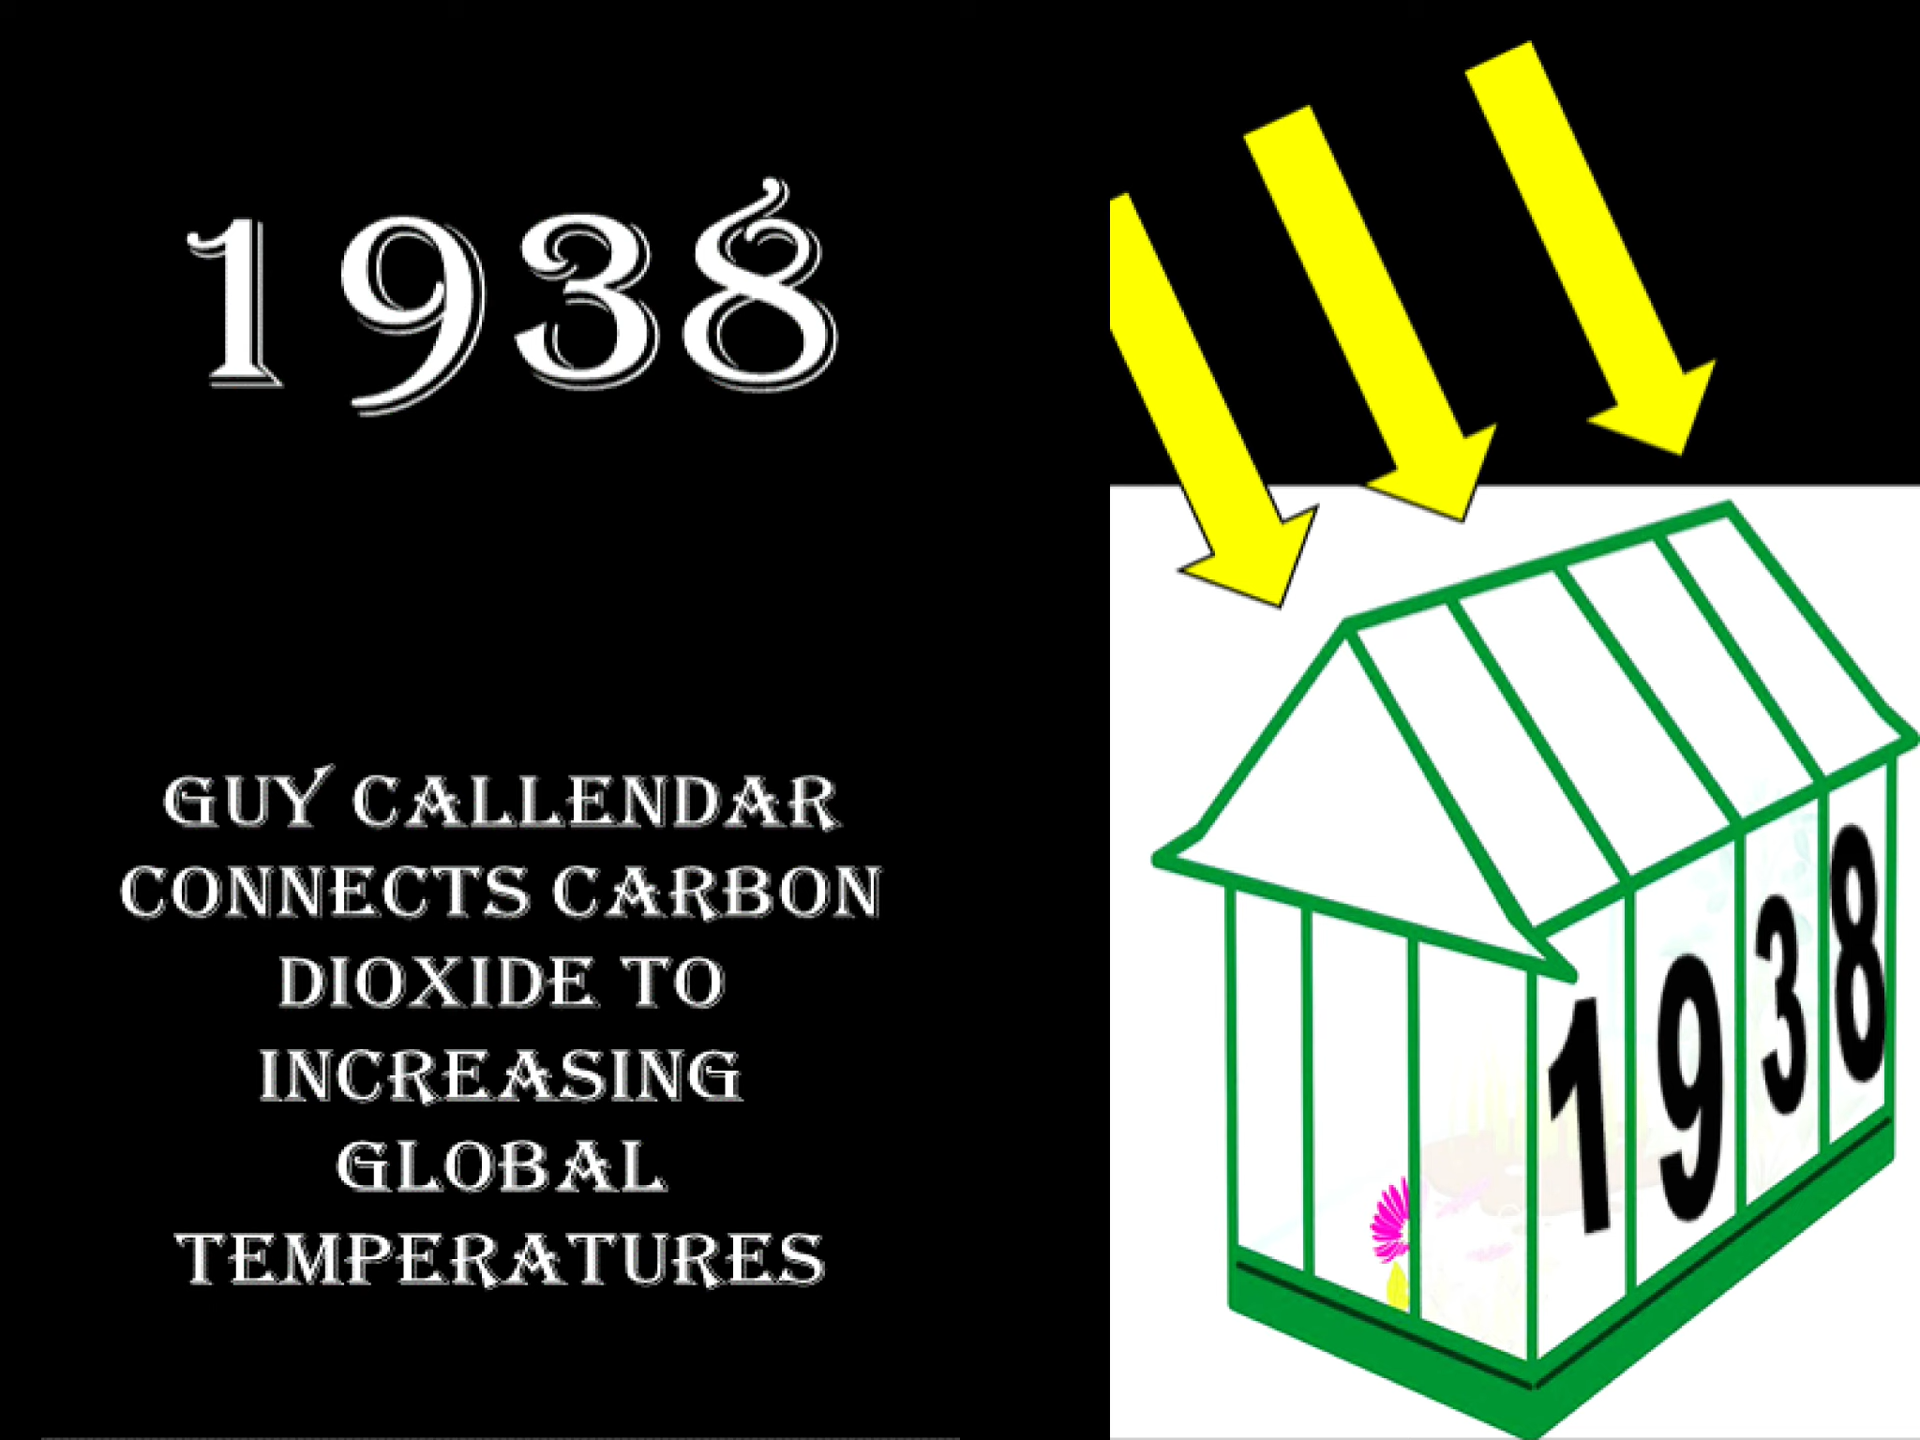 1938
GUY CALLENDAR
CONNECTS CARBON
DIOXIDE TO
INCREASING
GLOBAL
TEMPERATURES
1938